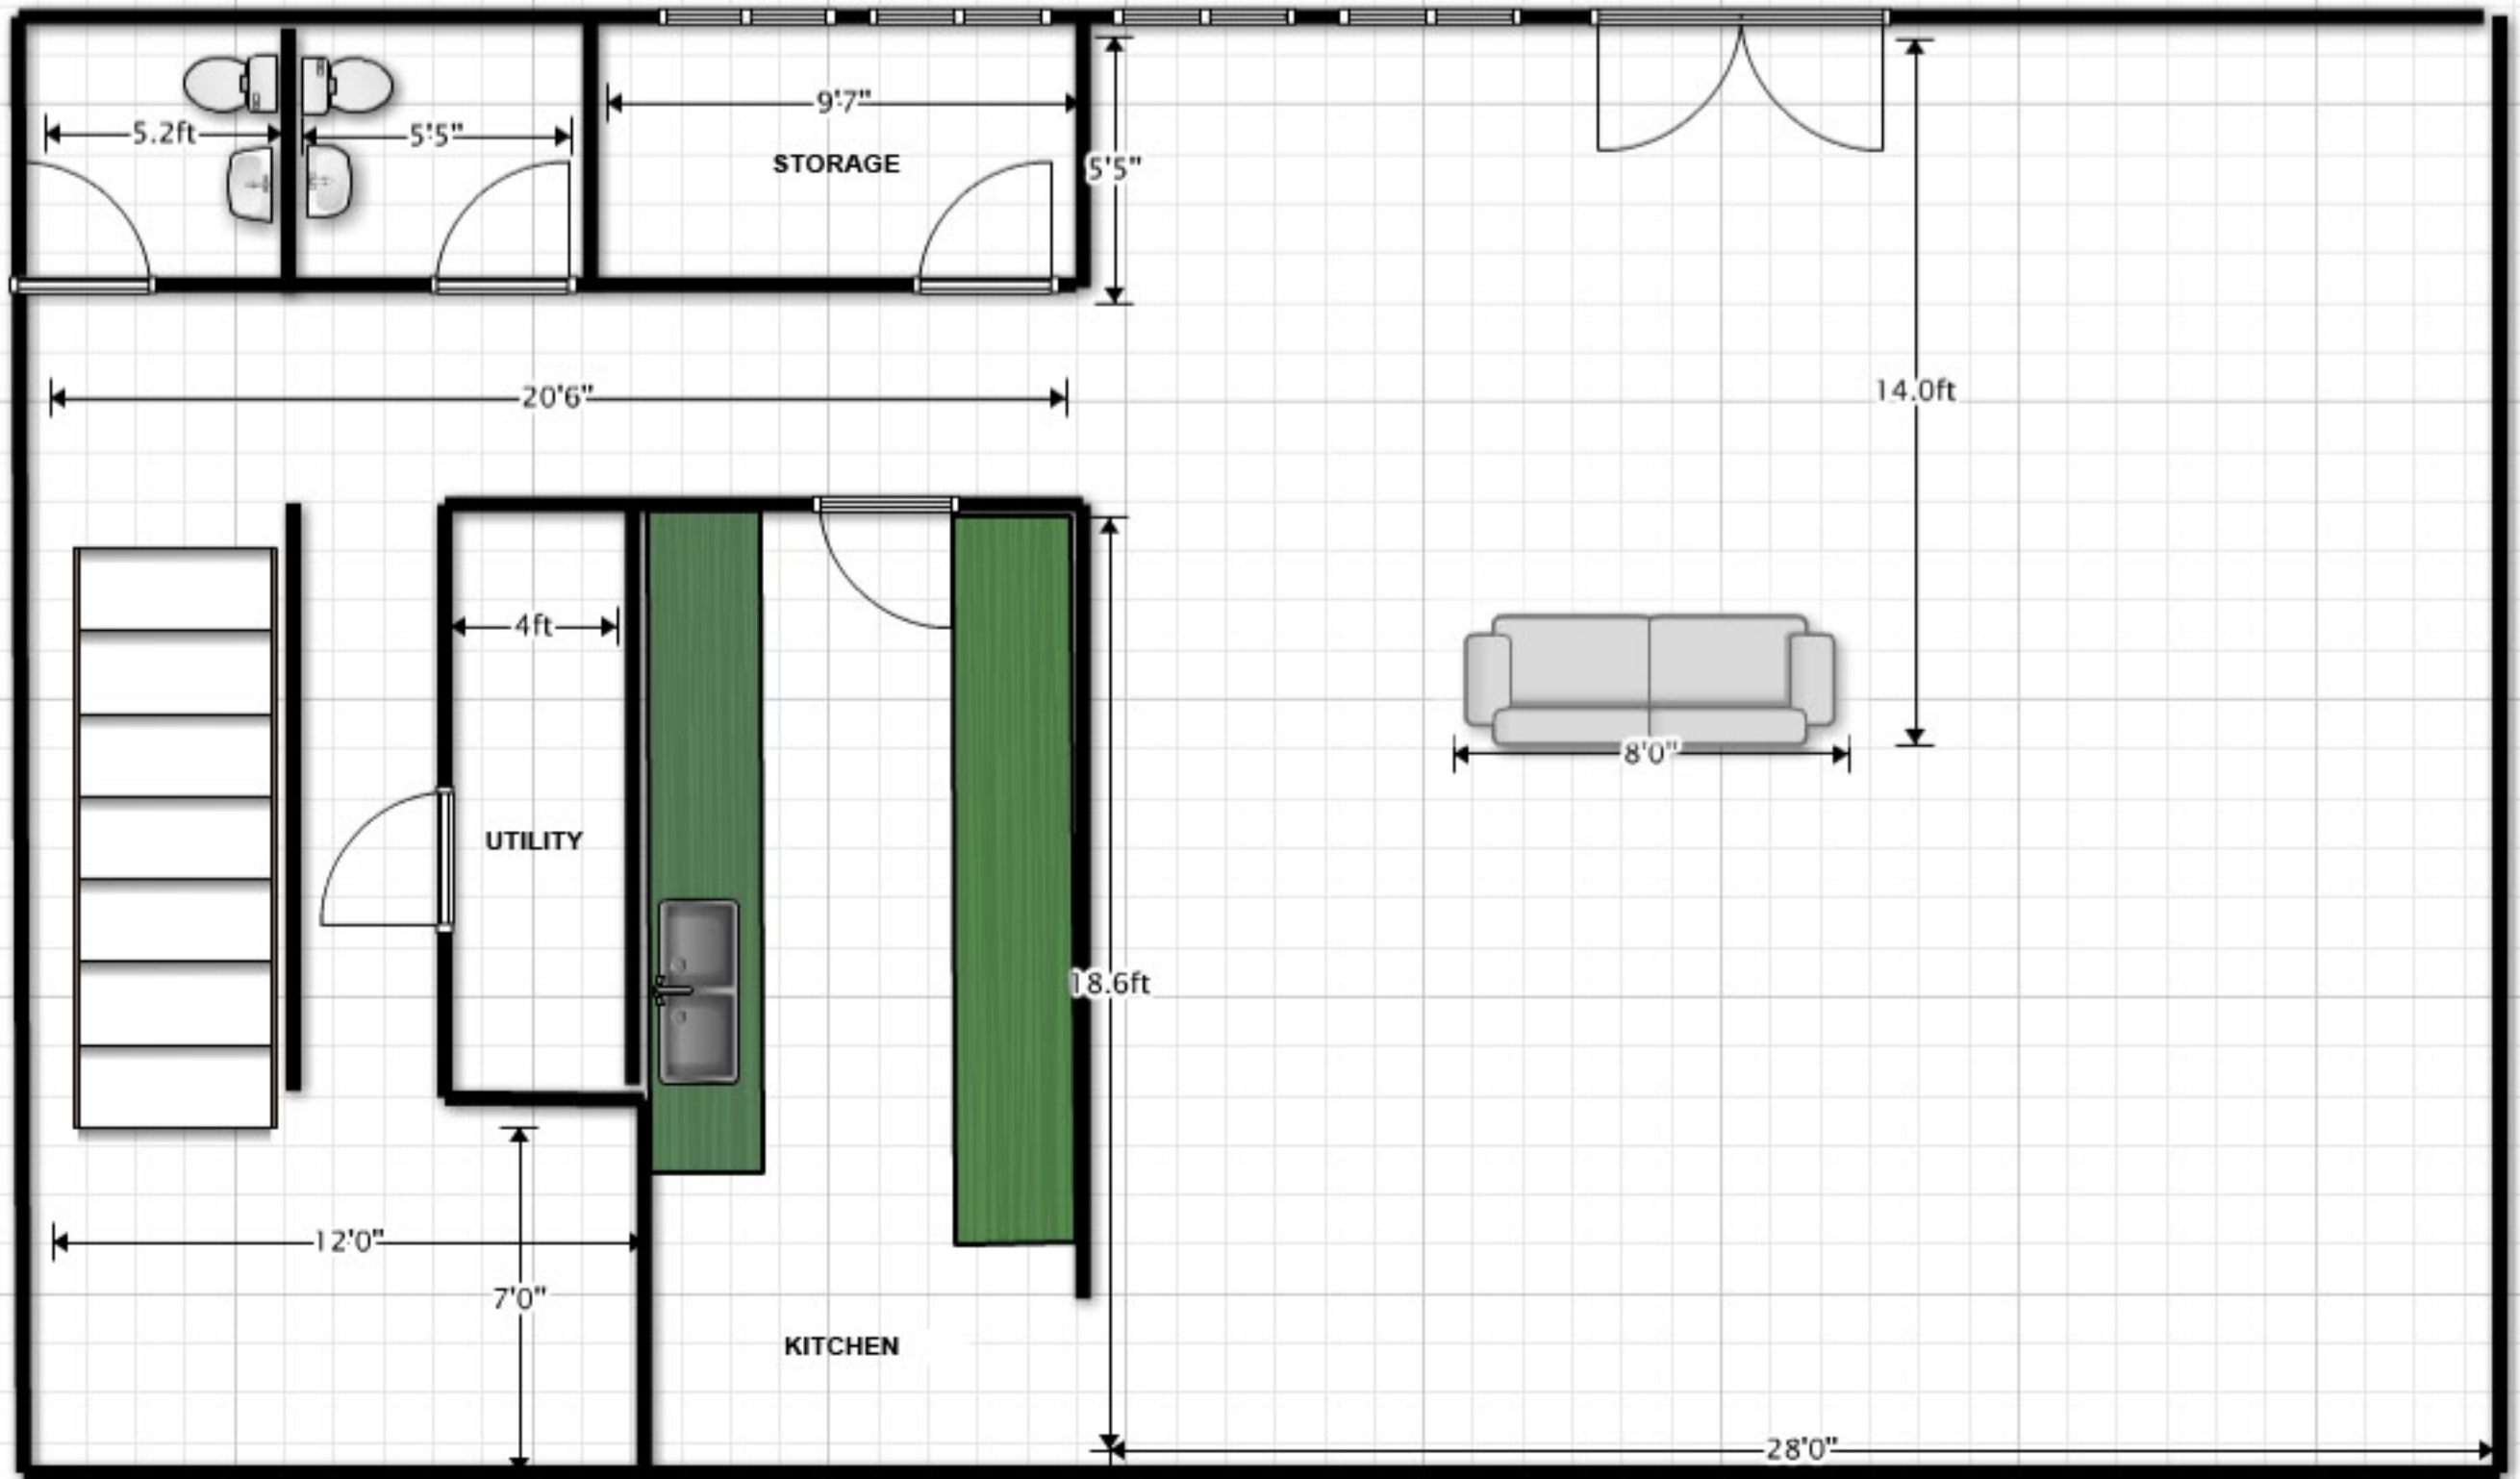 9'7"
5.2ft
5'5"
STORAGE
5'5"
20'6"
14.0ft
4ft
8'0"
UTILITY
18.6ft
12'0"
7'0"
KITCHEN
28'0"